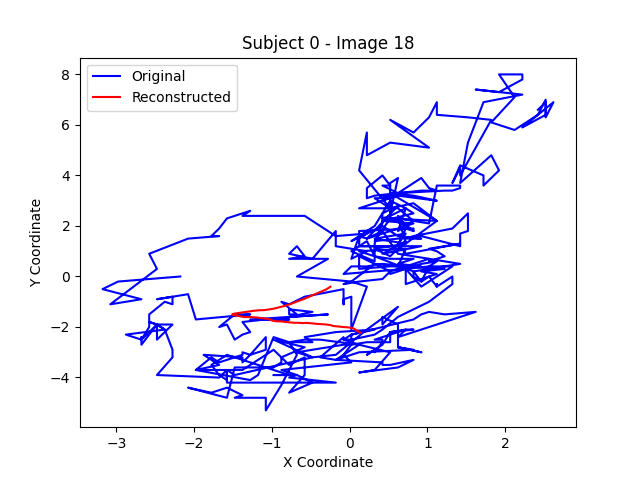 Subject 0 - Image 18
Original
Reconstructed
Y Coordinate
8
6
4
2
0
−2
−4
−3 −2 −1 0 1 2
X Coordinate